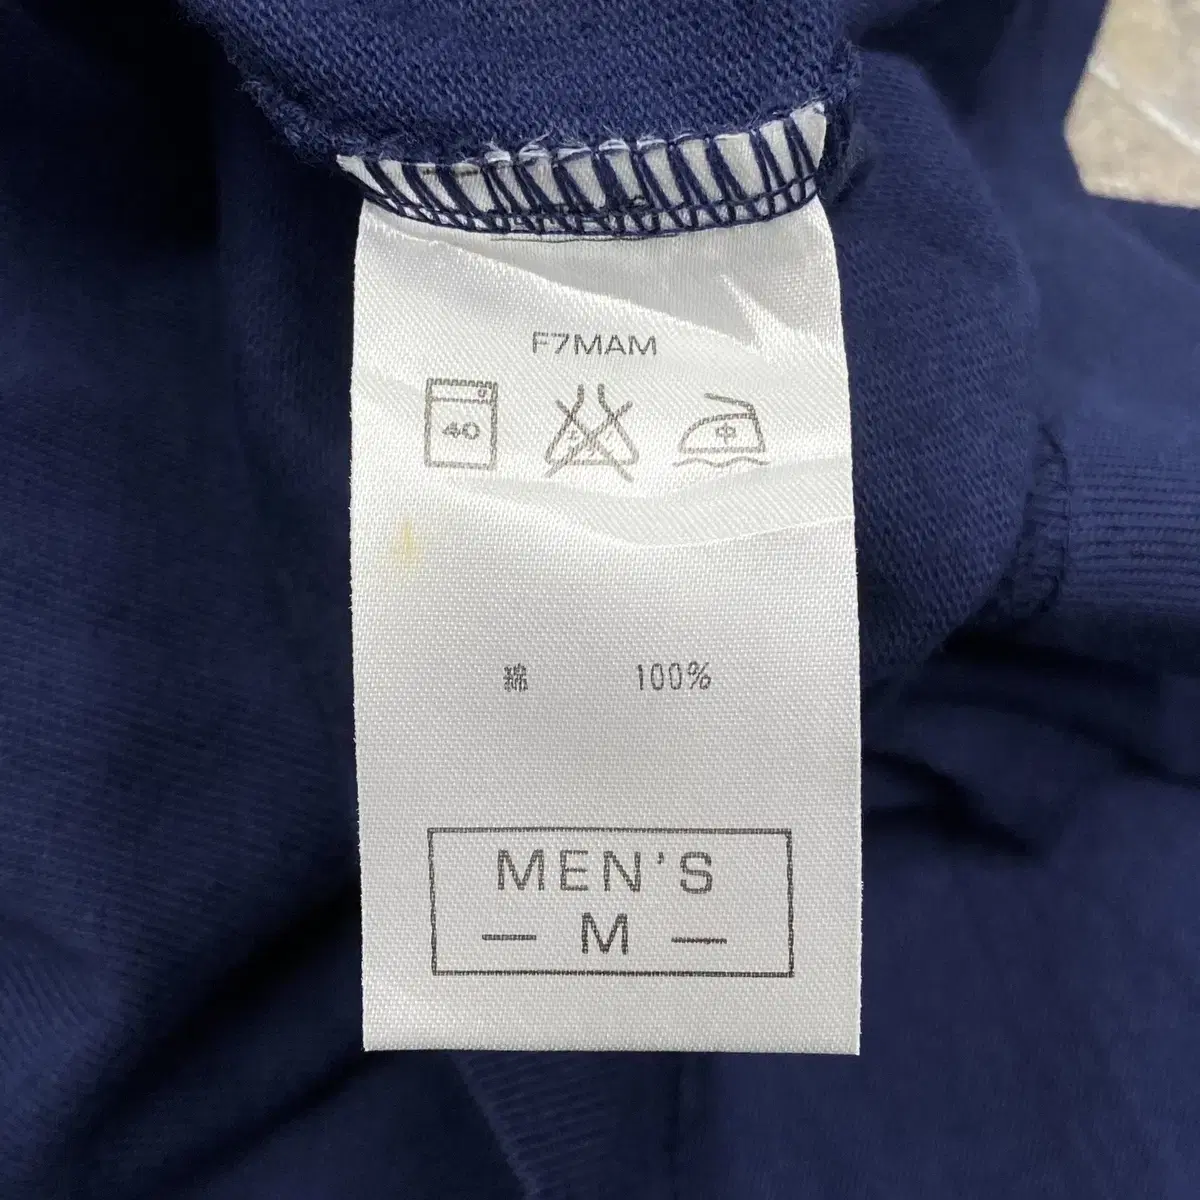 F7MAM
40
中
綿 100%
MEN'S
— M —